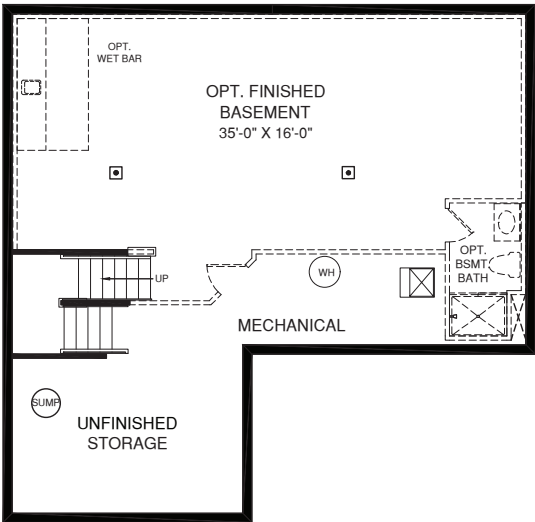 OPT.
WET BAR
OPT. FINISHED
BASEMENT
35'-0" X 16'-0"
OPT.
BSMT
BATH
UP
WH
MECHANICAL
SUMP
UNFINISHED
STORAGE